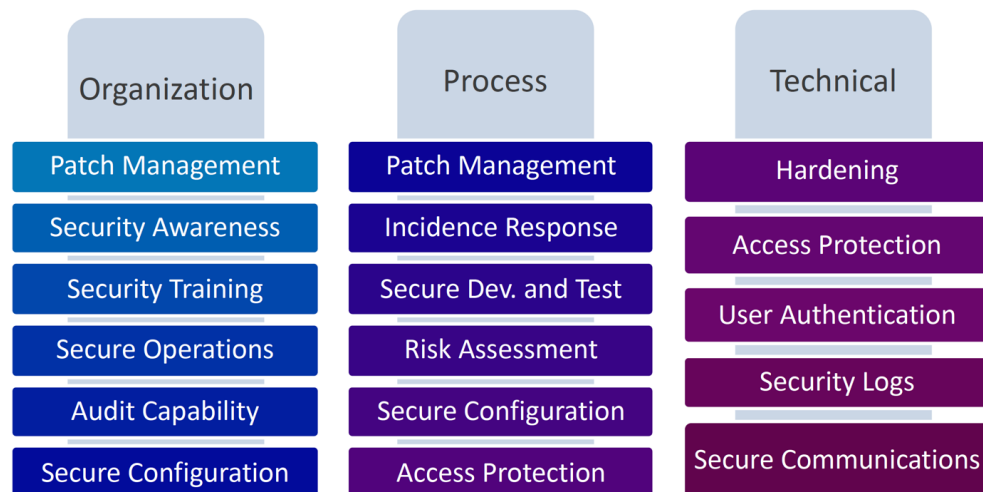 Organization
Patch Management
Security Awareness
Security Training
Secure Operations
Audit Capability
Secure Configuration
Process
Patch Management
Incidence Response
Secure Dev. and Test
Risk Assessment
Secure Configuration
Access Protection
Technical
Hardening
Access Protection
User Authentication
Security Logs
Secure Communications